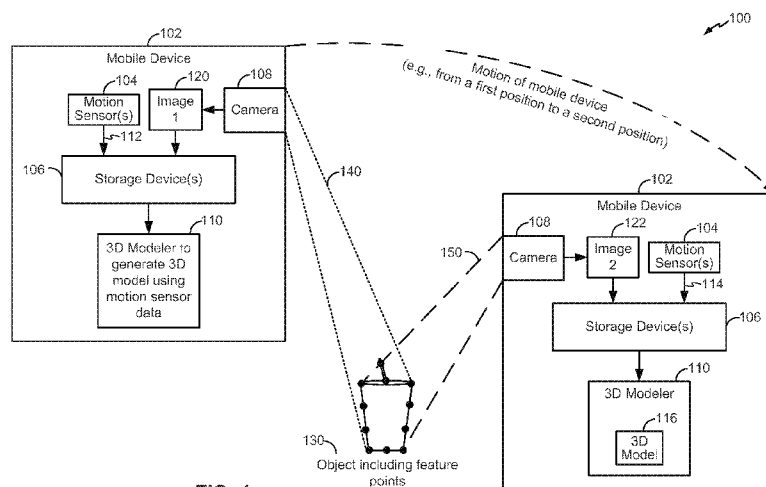 100
102
Mobile Device
104
Motion
Sensor(s)
120
Image
1
108
Camera
112
106
Storage Device(s)
110
3D Modeler to
generate 3D
model using
motion sensor
data
140
Motion of mobile device
(e.g., from a first position to a second position)
102
Mobile Device
108
Camera
122
Image
2
104
Motion
Sensor(s)
150
114
Storage Device(s)
106
110
3D Modeler
116
3D
Model
130
Object including feature
points